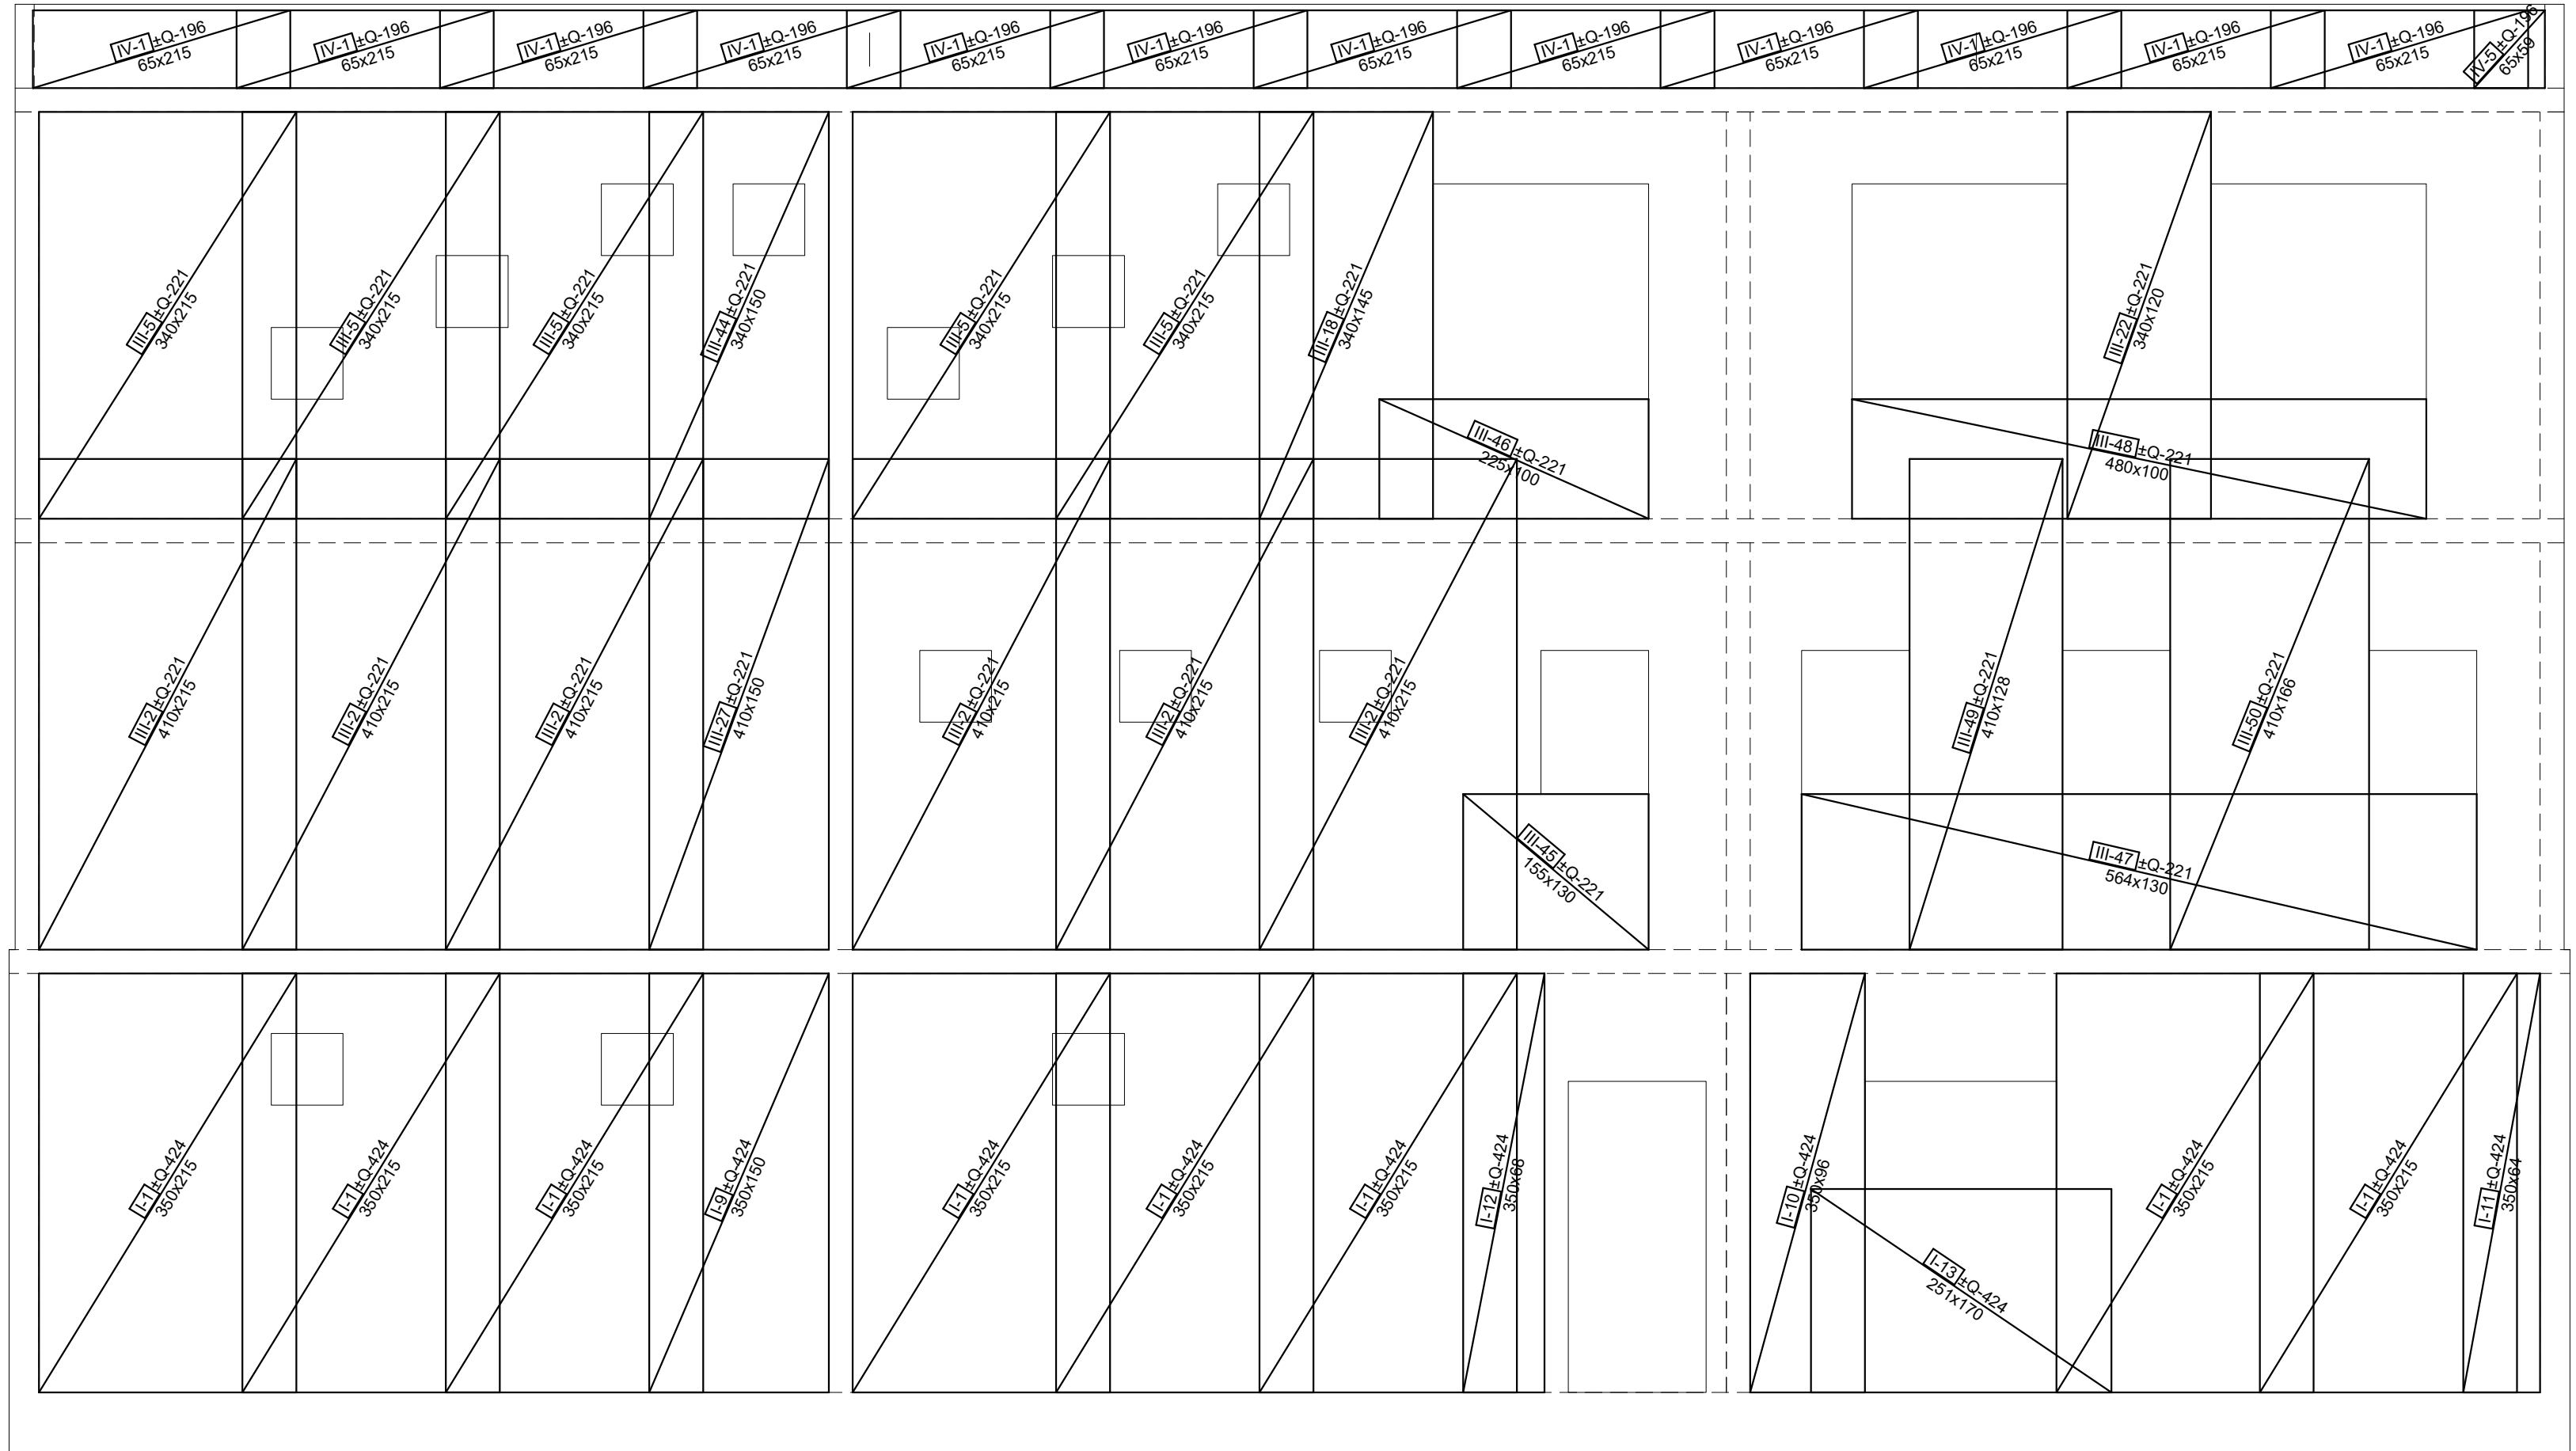 IV-1 ±Q-196
65x215
IV-1 ±Q-196
65x215
IV-1 ±Q-196
65x215
IV-1 ±Q-196
65x215
IV-1 ±Q-196
65x215
IV-1 ±Q-196
65x215
IV-1 ±Q-196
65x215
IV-1 ±Q-196
65x215
IV-1 ±Q-196
65x215
IV-1 ±Q-196
65x215
IV-1 ±Q-196
65x215
IV-1 ±Q-196
65x215
IV-5 ±Q-196
65x59
III-5 ±Q-221
340x215
III-5 ±Q-221
340x215
III-5 ±Q-221
340x215
III-44 ±Q-221
340x150
III-5 ±Q-221
340x215
III-5 ±Q-221
340x215
III-18 ±Q-221
340x145
III-22 ±Q-221
340x120
III-46 ±Q-221
225x100
III-48 ±Q-221
480x100
III-2 ±Q-221
410x215
III-2 ±Q-221
410x215
III-2 ±Q-221
410x215
III-27 ±Q-221
410x150
III-2 ±Q-221
410x215
III-2 ±Q-221
410x215
III-2 ±Q-221
410x215
III-49 ±Q-221
410x128
III-50 ±Q-221
410x166
III-45 ±Q-221
155x130
III-47 ±Q-221
564x130
I-1 ±Q-424
350x215
I-1 ±Q-424
350x215
I-1 ±Q-424
350x215
I-9 ±Q-424
350x150
I-1 ±Q-424
350x215
I-1 ±Q-424
350x215
I-1 ±Q-424
350x215
I-12 ±Q-424
350x68
I-10 ±Q-424
350x96
I-1 ±Q-424
350x215
I-1 ±Q-424
350x215
I-11 ±Q-424
350x64
I-13 ±Q-424
251x170